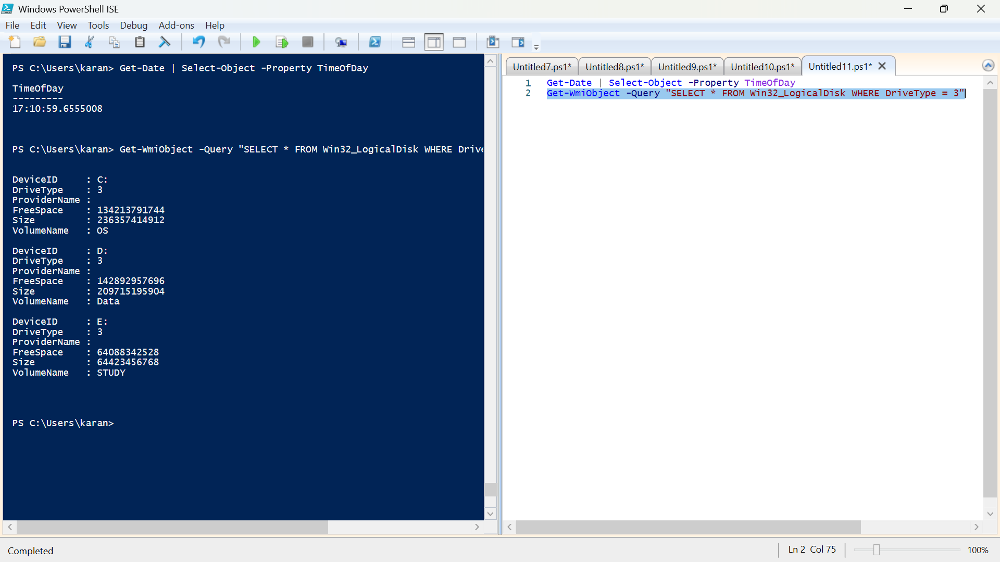 Windows PowerShell ISE
File Edit View Tools Debug Add-ons Help
PS C:\Users\karan> Get-Date | Select-Object -Property TimeOfDay
TimeOfDay
---------
17:10:59.6555008
PS C:\Users\karan> Get-WmiObject -Query "SELECT * FROM Win32_LogicalDisk WHERE Drive
DeviceID     : C:
DriveType    : 3
ProviderName :
FreeSpace    : 134213791744
Size         : 236357414912
VolumeName   : OS
DeviceID     : D:
DriveType    : 3
ProviderName :
FreeSpace    : 142892957696
Size         : 209715195904
VolumeName   : Data
DeviceID     : E:
DriveType    : 3
ProviderName :
FreeSpace    : 64088342528
Size         : 64423456768
VolumeName   : STUDY
PS C:\Users\karan>
Untitled7.ps1* Untitled8.ps1* Untitled9.ps1* Untitled10.ps1* Untitled11.ps1*
1 Get-Date | Select-Object -Property TimeOfDay
2 Get-WmiObject -Query "SELECT * FROM Win32_LogicalDisk WHERE DriveType = 3"
Completed
Ln 2 Col 75
100%